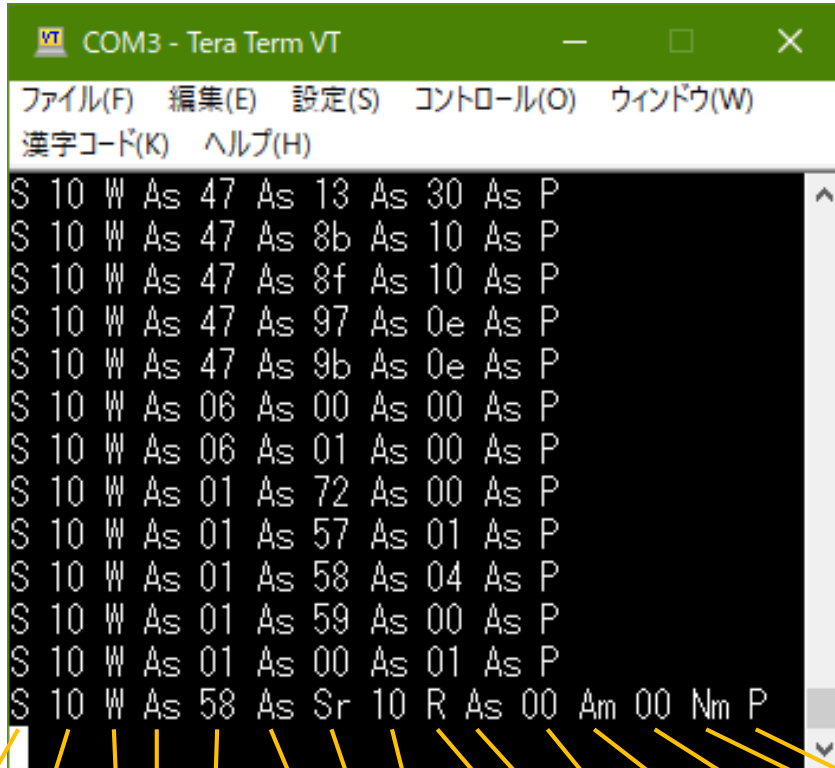 COM3 - Tera Term VT
ファイル(F) 編集(E) 設定(S) コントロール(O) ウィンドウ(W)
漢字コード(K) ヘルプ(H)
S 10 W As 47 As 13 As 30 As P
S 10 W As 47 As 8b As 10 As P
S 10 W As 47 As 8f As 10 As P
S 10 W As 47 As 97 As 0e As P
S 10 W As 47 As 9b As 0e As P
S 10 W As 06 As 00 As 00 As P
S 10 W As 06 As 01 As 00 As P
S 10 W As 01 As 72 As 00 As P
S 10 W As 01 As 57 As 01 As P
S 10 W As 01 As 58 As 04 As P
S 10 W As 01 As 59 As 00 As P
S 10 W As 01 As 00 As 01 As P
S 10 W As 58 As Sr 10 R As 00 Am 00 Nm P